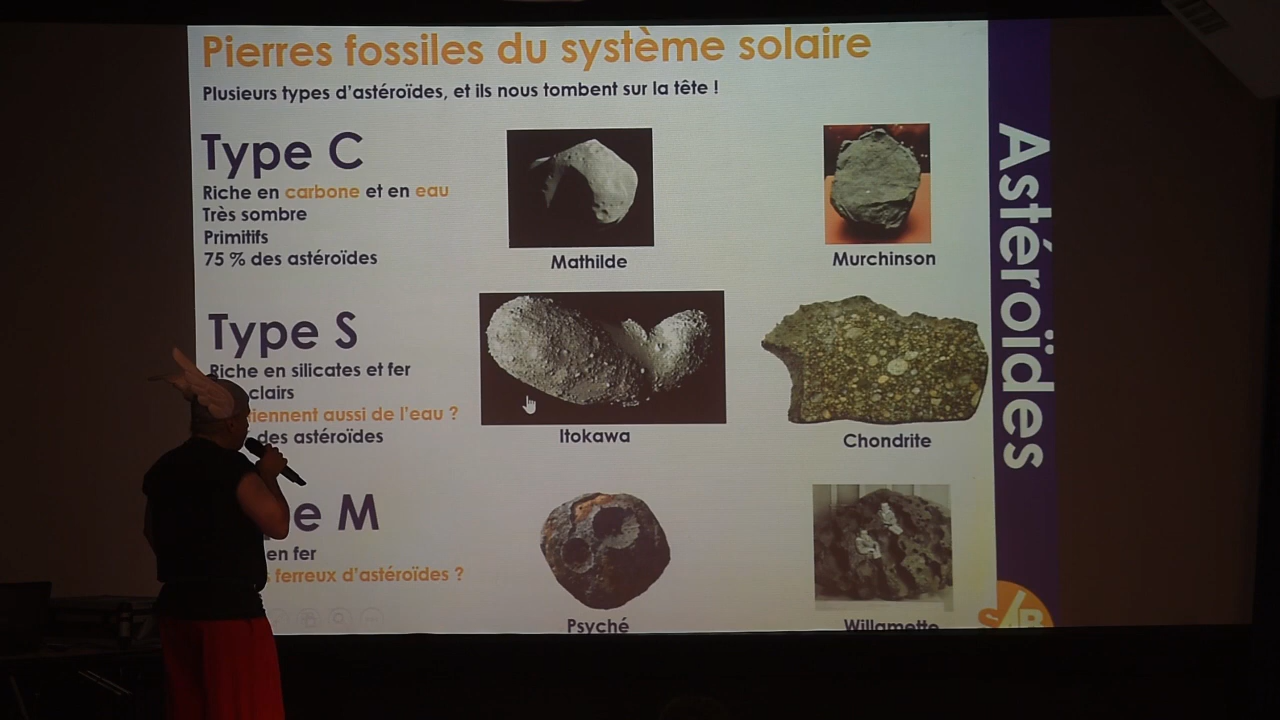 Pierres fossiles du système solaire
Plusieurs types d'astéroïdes, et ils nous tombent sur la tête !
Type C
Riche en carbone et en eau
Très sombre
Primitifs
75 % des astéroïdes
Mathilde
Murchinson
Type S
Riche en silicates et fer
clairs
iennent aussi de l'eau ?
des astéroïdes
Itokawa
Chondrite
e M
en fer
s ferreux d'astéroïdes ?
Psyché
Willamette
Astéroïdes